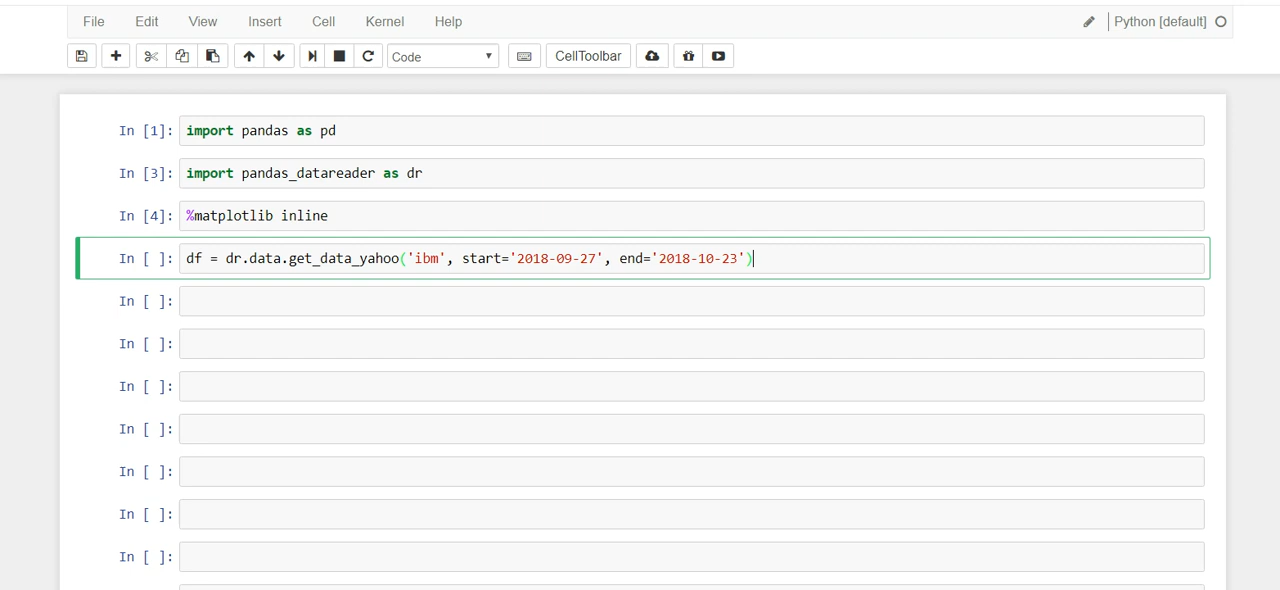 File Edit View Insert Cell Kernel Help Python [default]
Code CellToolbar
In [1]: import pandas as pd
In [3]: import pandas_datareader as dr
In [4]: %matplotlib inline
In [ ]: df = dr.data.get_data_yahoo('ibm', start='2018-09-27', end='2018-10-23')
In [ ]:
In [ ]:
In [ ]:
In [ ]:
In [ ]:
In [ ]:
In [ ]: